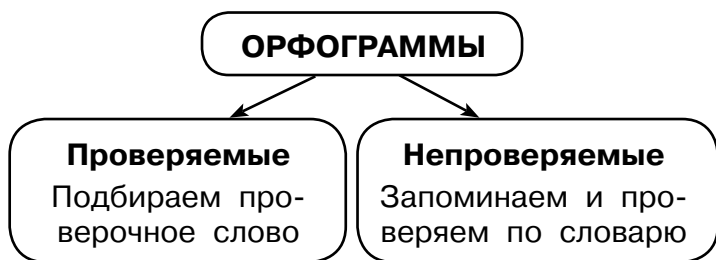 ОРФОГРАММЫ
Проверяемые
Подбираем про-
верочное слово
Непроверяемые
Запоминаем и про-
веряем по словарю